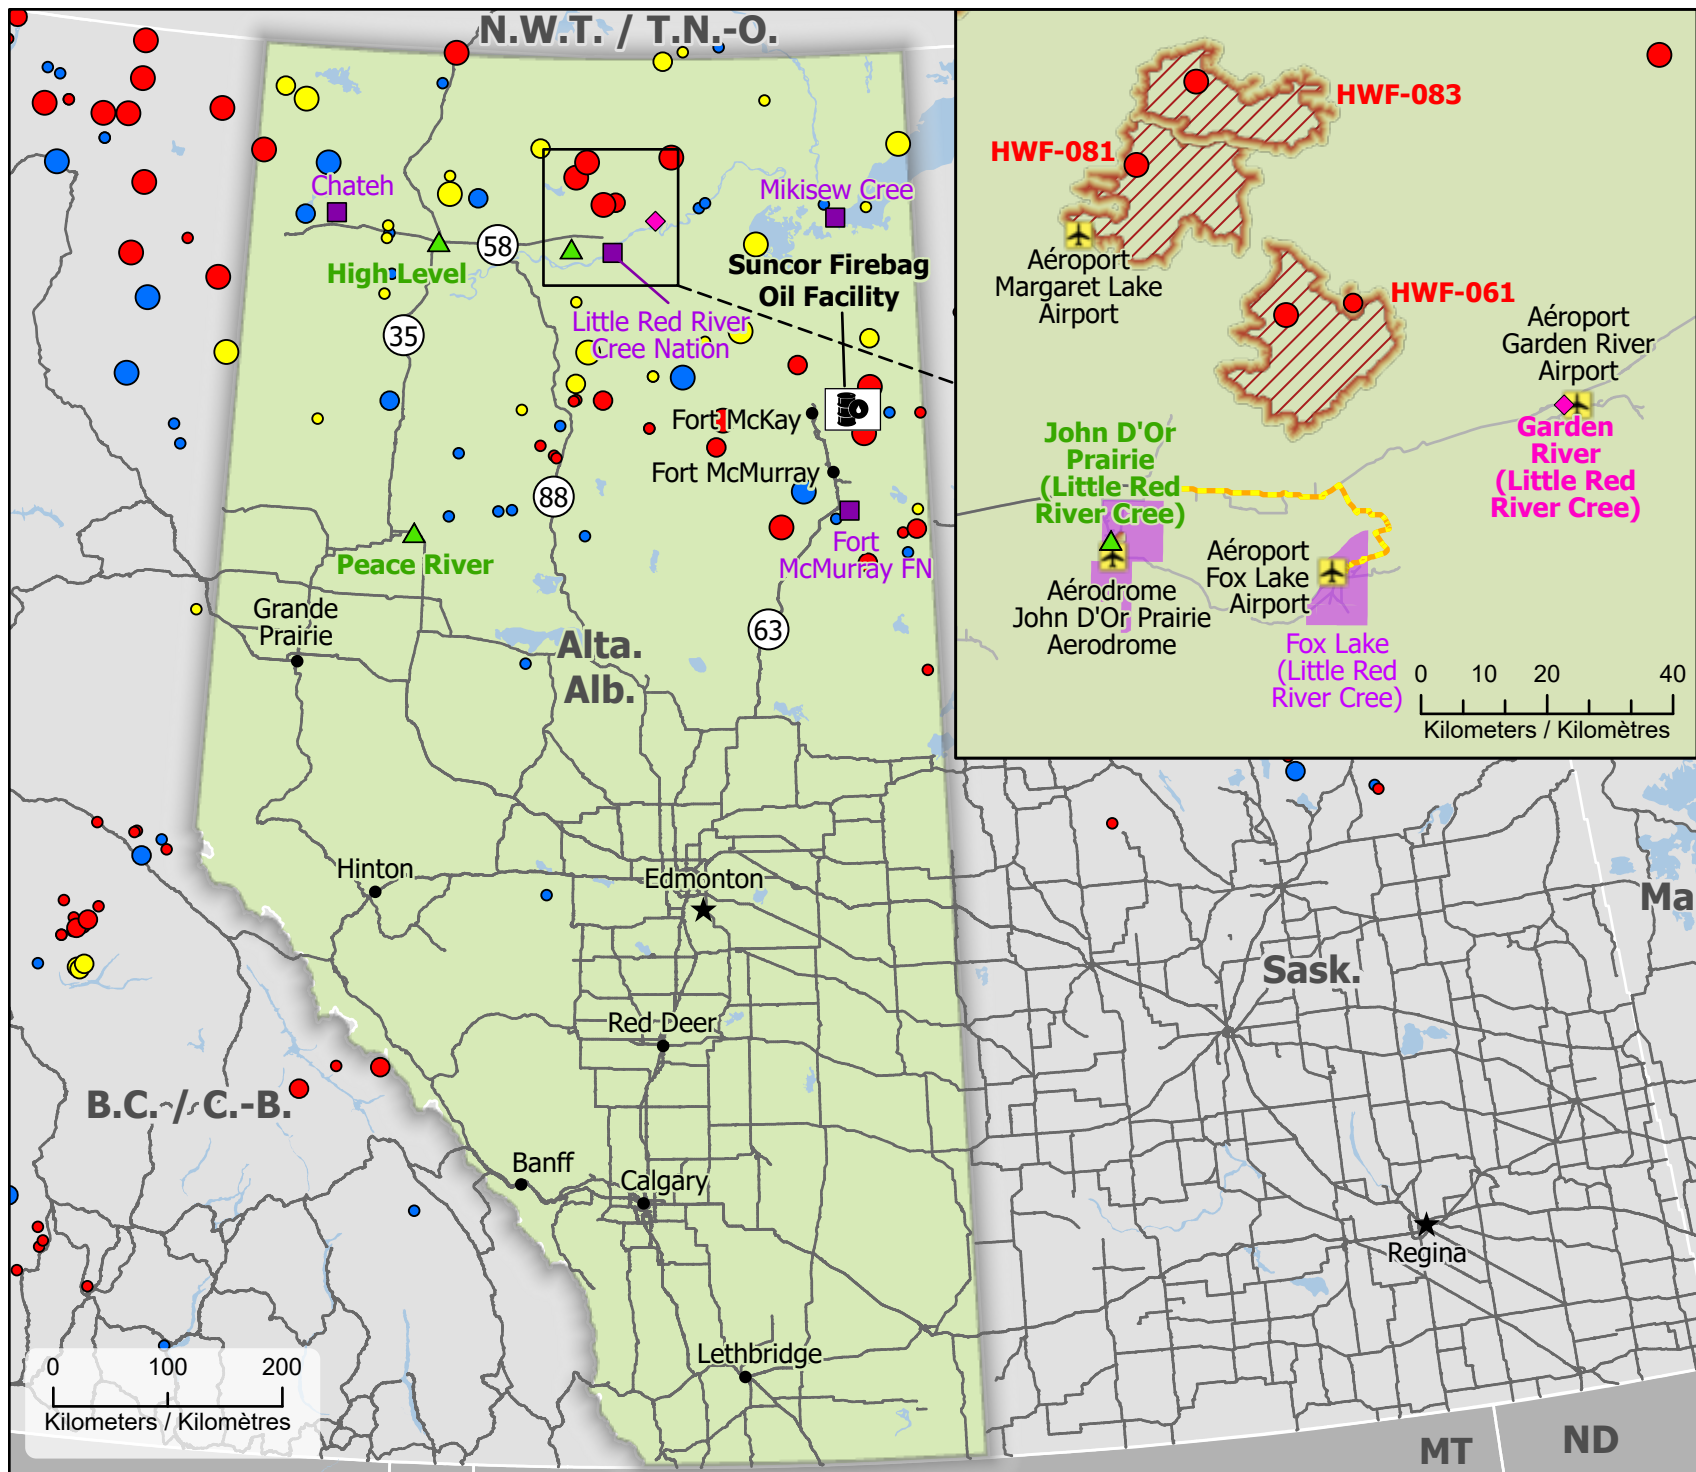 N.W.T. / T.N.-O.
Chateh
Mikisew Cree
58
High Level
Suncor Firebag
Oil Facility
35
Little Red River
Cree Nation
Fort McKay
Fort McMurray
88
Peace River
Fort
McMurray FN
Grande
Prairie
63
Alta.
Alb.
Hinton
Edmonton
Red Deer
B.C. / C.-B.
Banff
Calgary
Lethbridge
0 100 200
Kilometers / Kilomètres
HWF-083
HWF-081
Aéroport
Margaret Lake
Airport
HWF-061
Aéroport
Garden River
Airport
Garden
River
(Little Red
River Cree)
John D'Or
Prairie
(Little Red
River Cree)
Aéroport
Fox Lake
Airport
Aérodrome
John D'Or Prairie
Aerodrome
Fox Lake
(Little Red
River Cree)
0 10 20 40
Kilometers / Kilomètres
Ma
Sask.
Regina
MT
ND